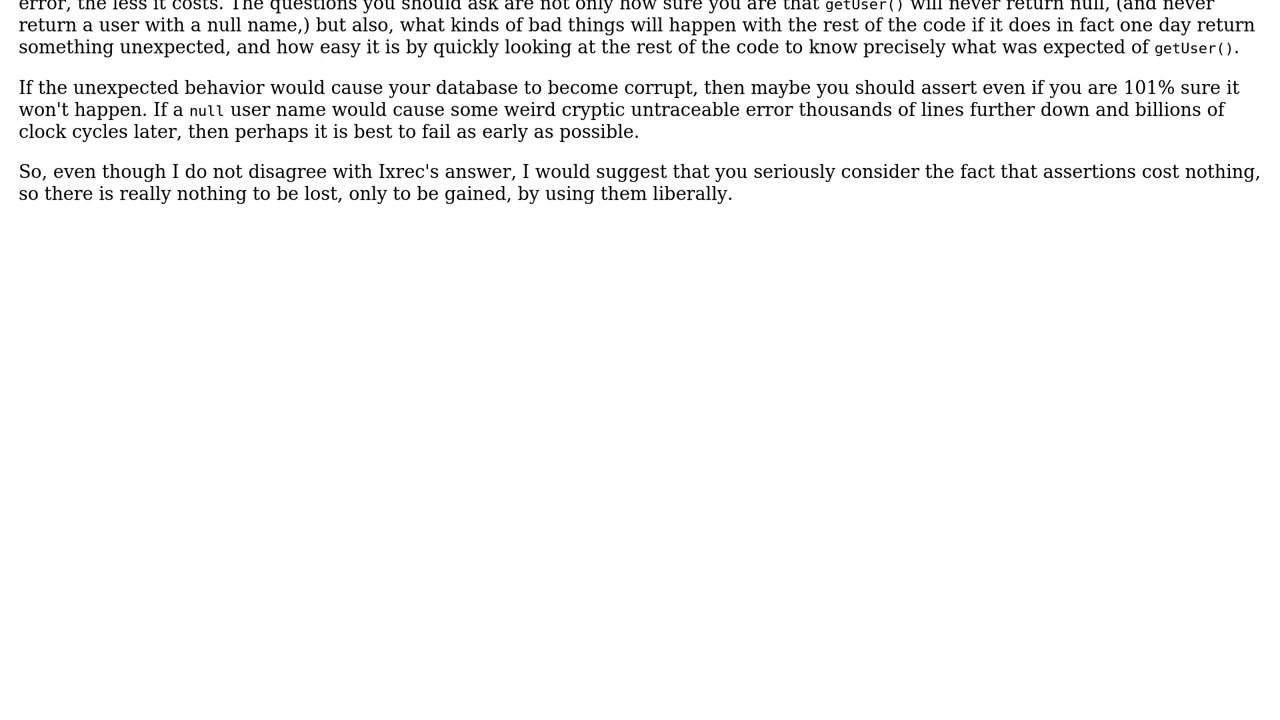 error, the less it costs. The questions you should ask are not only how sure you are that getUser() will never return null, (and never
return a user with a null name,) but also, what kinds of bad things will happen with the rest of the code if it does in fact one day return
something unexpected, and how easy it is by quickly looking at the rest of the code to know precisely what was expected of getUser().
If the unexpected behavior would cause your database to become corrupt, then maybe you should assert even if you are 101% sure it
won't happen. If a null user name would cause some weird cryptic untraceable error thousands of lines further down and billions of
clock cycles later, then perhaps it is best to fail as early as possible.
So, even though I do not disagree with Ixrec's answer, I would suggest that you seriously consider the fact that assertions cost nothing,
so there is really nothing to be lost, only to be gained, by using them liberally.